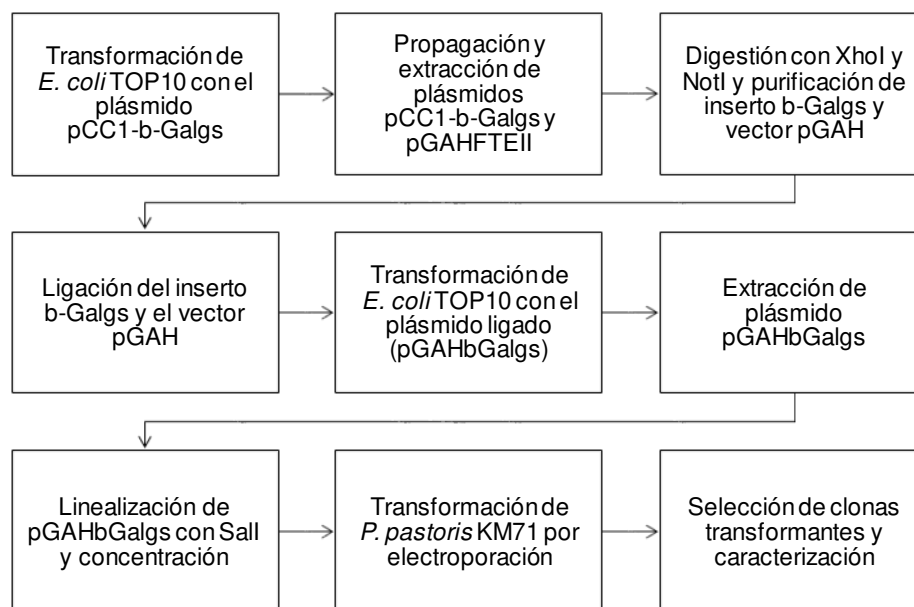 Transformación de
E. coli TOP10 con el
plásmido
pCC1-b-Galgs
Propagación y
extracción de
plásmidos
pCC1-b-Galgs y
pGAHFTEII
Digestión con XhoI y
NotI y purificación de
inserto b-Galgs y
vector pGAH
Ligación del inserto
b-Galgs y el vector
pGAH
Transformación de
E. coli TOP10 con el
plásmido ligado
(pGAHbGalgs)
Extracción de
plásmido
pGAHbGalgs
Linealización de
pGAHbGalgs con SalI
y concentración
Transformación de
P. pastoris KM71 por
electroporación
Selección de clonas
transformantes y
caracterización